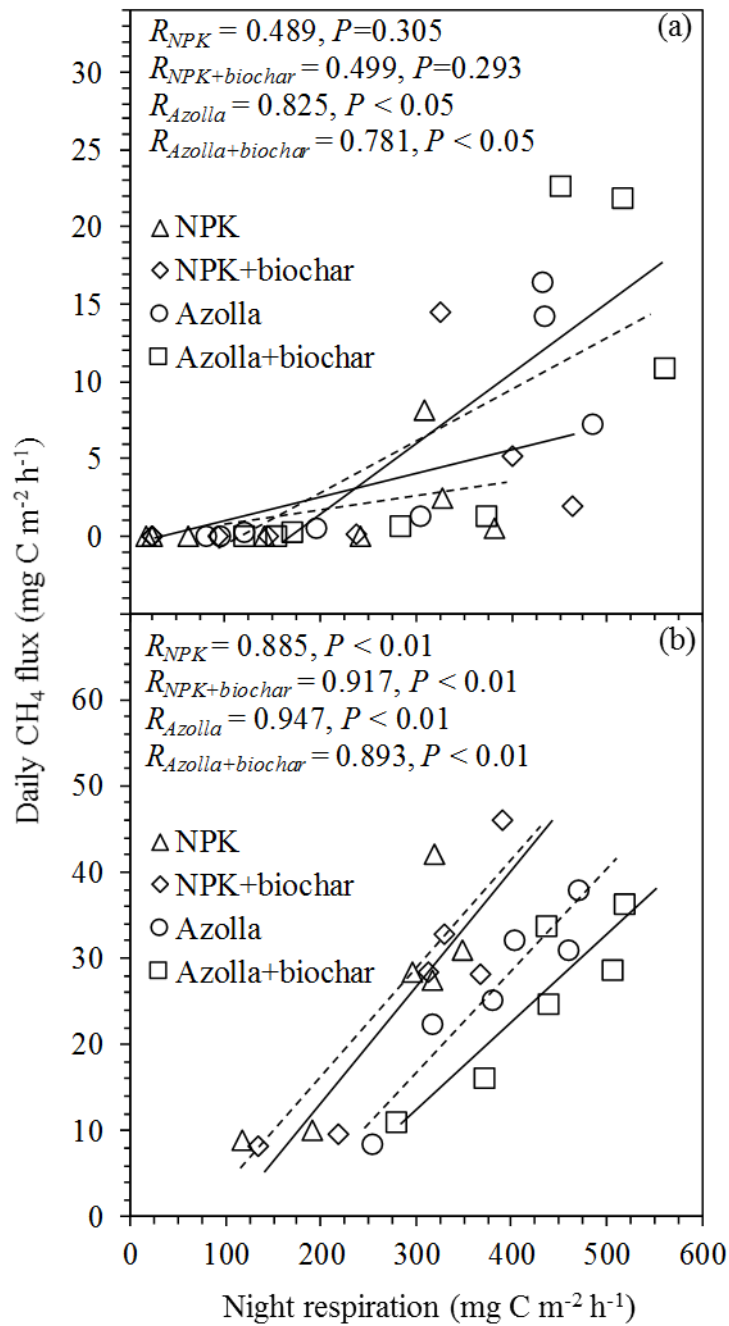 (a)
R_NPK = 0.489, P=0.305
R_NPK+biochar = 0.499, P=0.293
R_Azolla = 0.825, P < 0.05
R_Azolla+biochar = 0.781, P < 0.05
NPK
NPK+biochar
Azolla
Azolla+biochar
30
25
20
15
10
5
0
Daily CH₄ flux (mg C m⁻² h⁻¹)
(b)
R_NPK = 0.885, P < 0.01
R_NPK+biochar = 0.917, P < 0.01
R_Azolla = 0.947, P < 0.01
R_Azolla+biochar = 0.893, P < 0.01
NPK
NPK+biochar
Azolla
Azolla+biochar
60
50
40
30
20
10
0
0 100 200 300 400 500 600
Night respiration (mg C m⁻² h⁻¹)